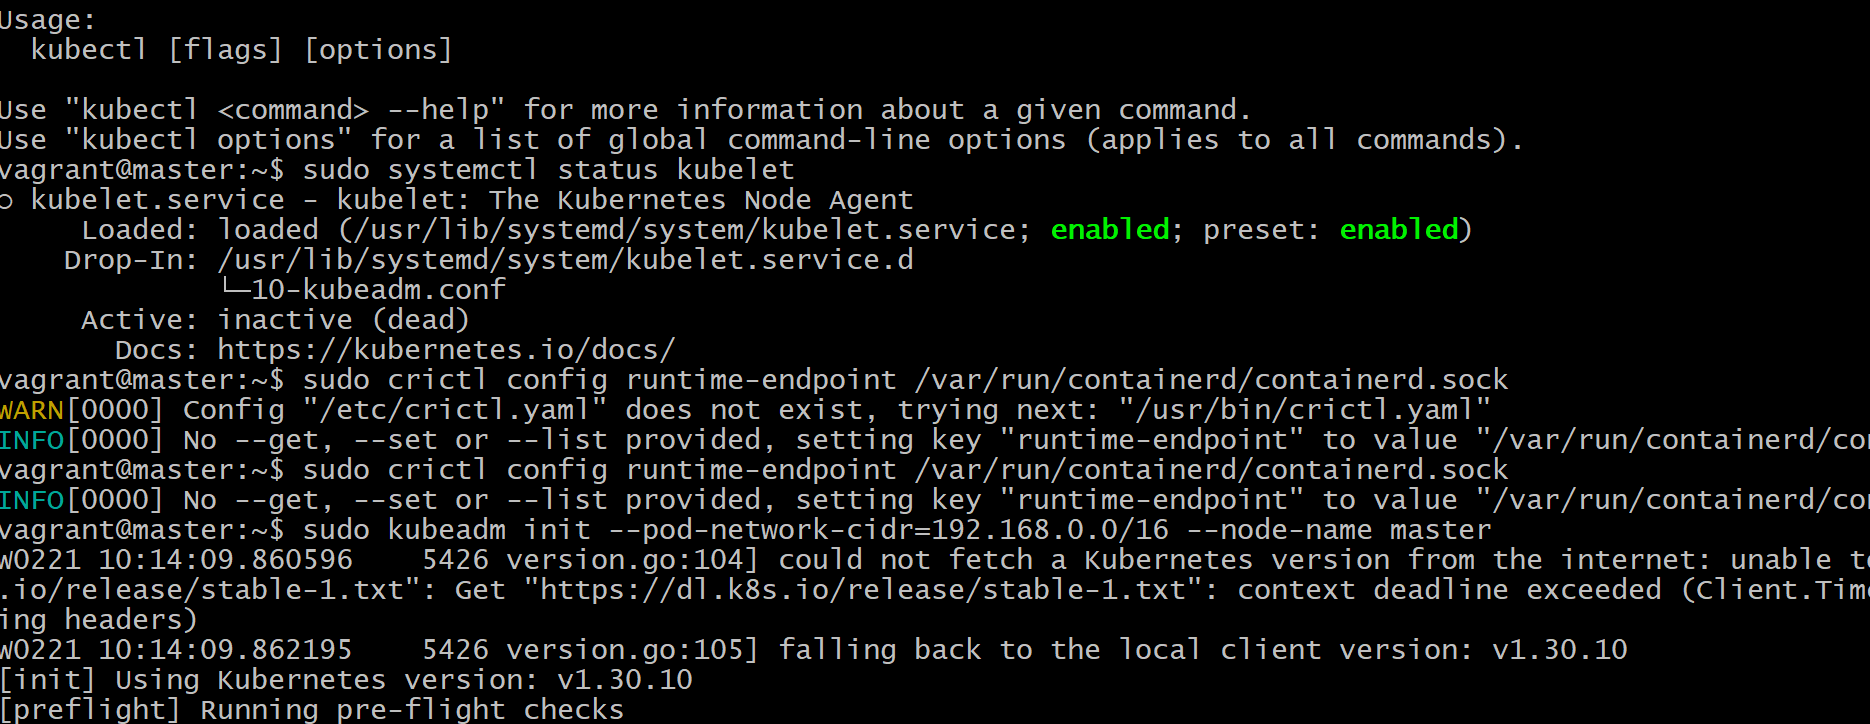 Usage:
  kubectl [flags] [options]

Use "kubectl <command> --help" for more information about a given command.
Use "kubectl options" for a list of global command-line options (applies to all commands).
vagrant@master:~$ sudo systemctl status kubelet
○ kubelet.service - kubelet: The Kubernetes Node Agent
     Loaded: loaded (/usr/lib/systemd/system/kubelet.service; enabled; preset: enabled)
    Drop-In: /usr/lib/systemd/system/kubelet.service.d
             └─10-kubeadm.conf
     Active: inactive (dead)
       Docs: https://kubernetes.io/docs/
vagrant@master:~$ sudo crictl config runtime-endpoint /var/run/containerd/containerd.sock
WARN[0000] Config "/etc/crictl.yaml" does not exist, trying next: "/usr/bin/crictl.yaml"
INFO[0000] No --get, --set or --list provided, setting key "runtime-endpoint" to value "/var/run/containerd/con
vagrant@master:~$ sudo crictl config runtime-endpoint /var/run/containerd/containerd.sock
INFO[0000] No --get, --set or --list provided, setting key "runtime-endpoint" to value "/var/run/containerd/con
vagrant@master:~$ sudo kubeadm init --pod-network-cidr=192.168.0.0/16 --node-name master
W0221 10:14:09.860596    5426 version.go:104] could not fetch a Kubernetes version from the internet: unable to
.io/release/stable-1.txt": Get "https://dl.k8s.io/release/stable-1.txt": context deadline exceeded (Client.Time
ing headers)
W0221 10:14:09.862195    5426 version.go:105] falling back to the local client version: v1.30.10
[init] Using Kubernetes version: v1.30.10
[preflight] Running pre-flight checks